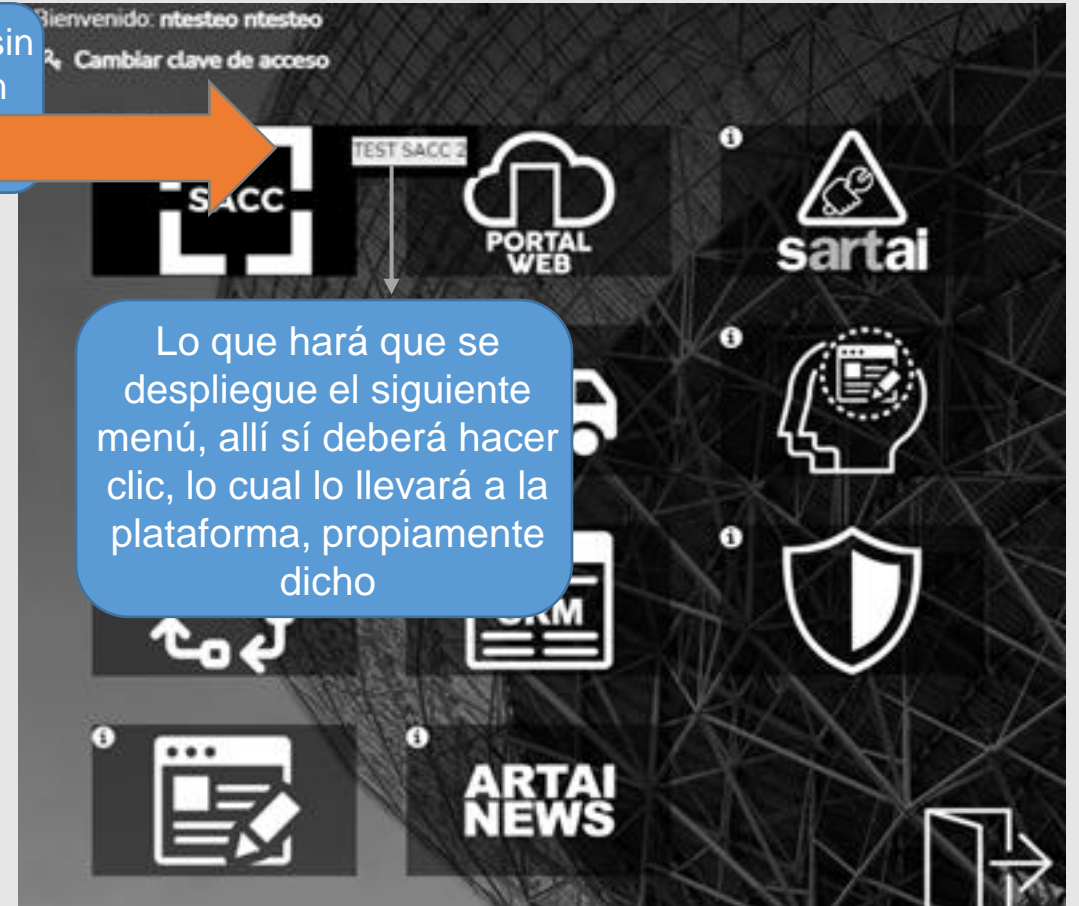 Bienvenido: ntesteo ntesteo
sin
Cambiar clave de acceso
TEST SACC 2
SACC
PORTAL
WEB
sartai
Lo que hará que se
despliegue el siguiente
menú, allí sí deberá hacer
clic, lo cual lo llevará a la
plataforma, propiamente
dicho
ARTAI
NEWS